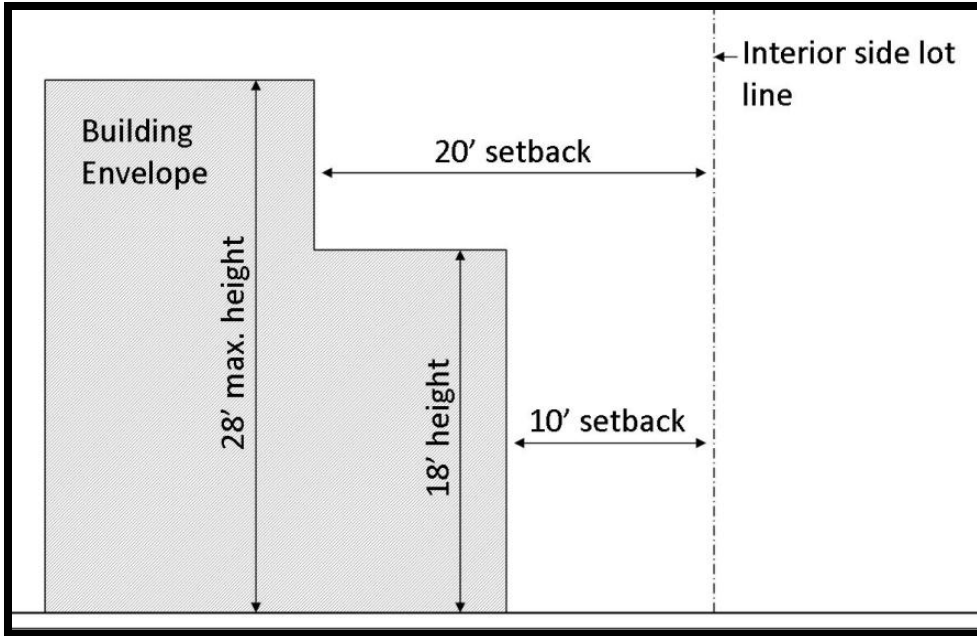 Interior side lot
line
Building
Envelope
20’ setback
28’ max. height
18’ height
10’ setback